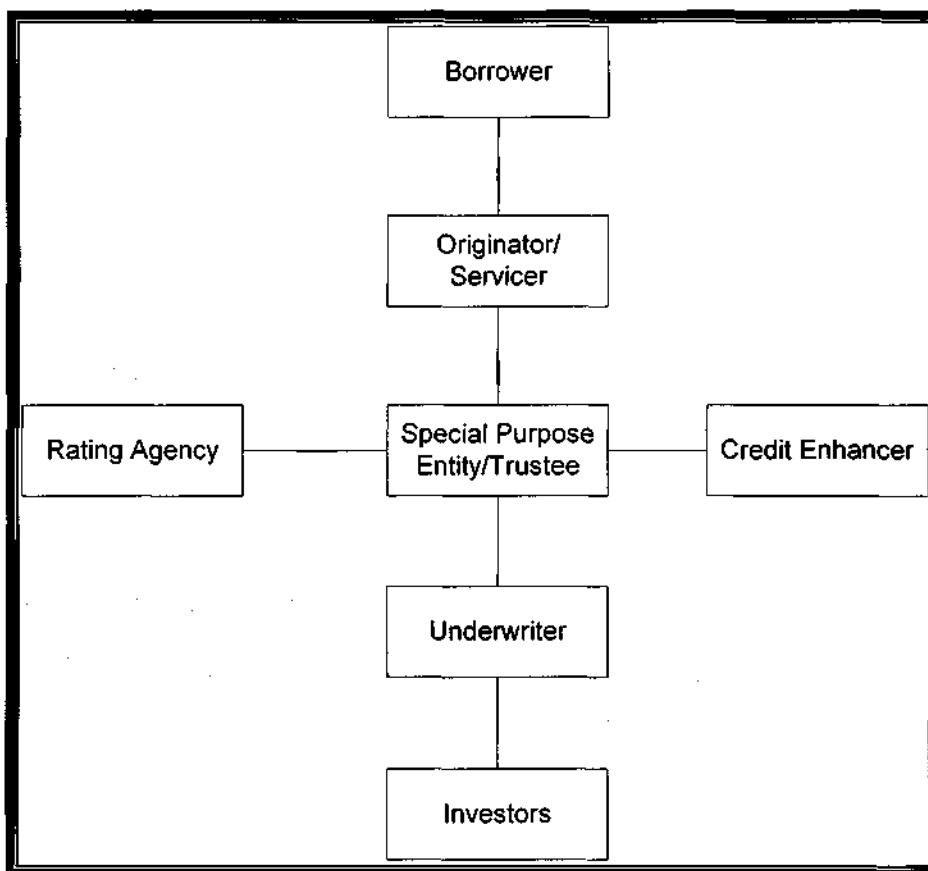 Borrower
Originator/
Servicer
Rating Agency
Special Purpose
Entity/Trustee
Credit Enhancer
Underwriter
Investors